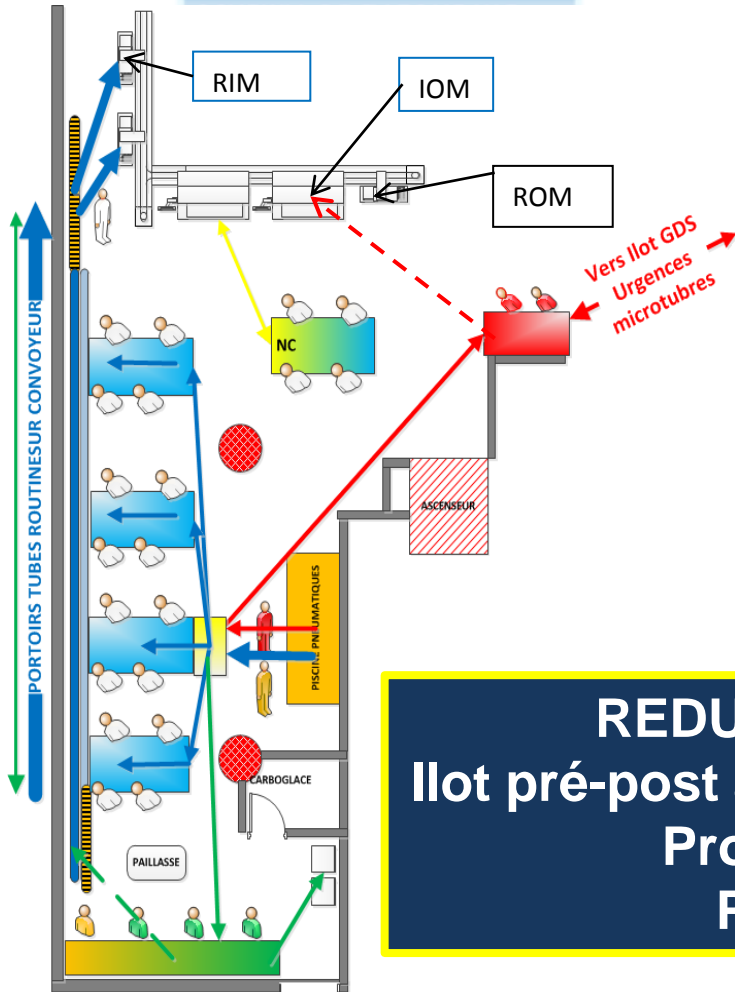 RIM
IOM
ROM
Vers Ilot GDS
Urgences
microtubres
NC
PORTOIRS TUBES ROUTINESUR CONVOYEUR
ASCENSEUR
PISCINE PNEUMATIQUES
CARBOGLACE
PAILLASSE
REDU
Ilot pré-post
Pro